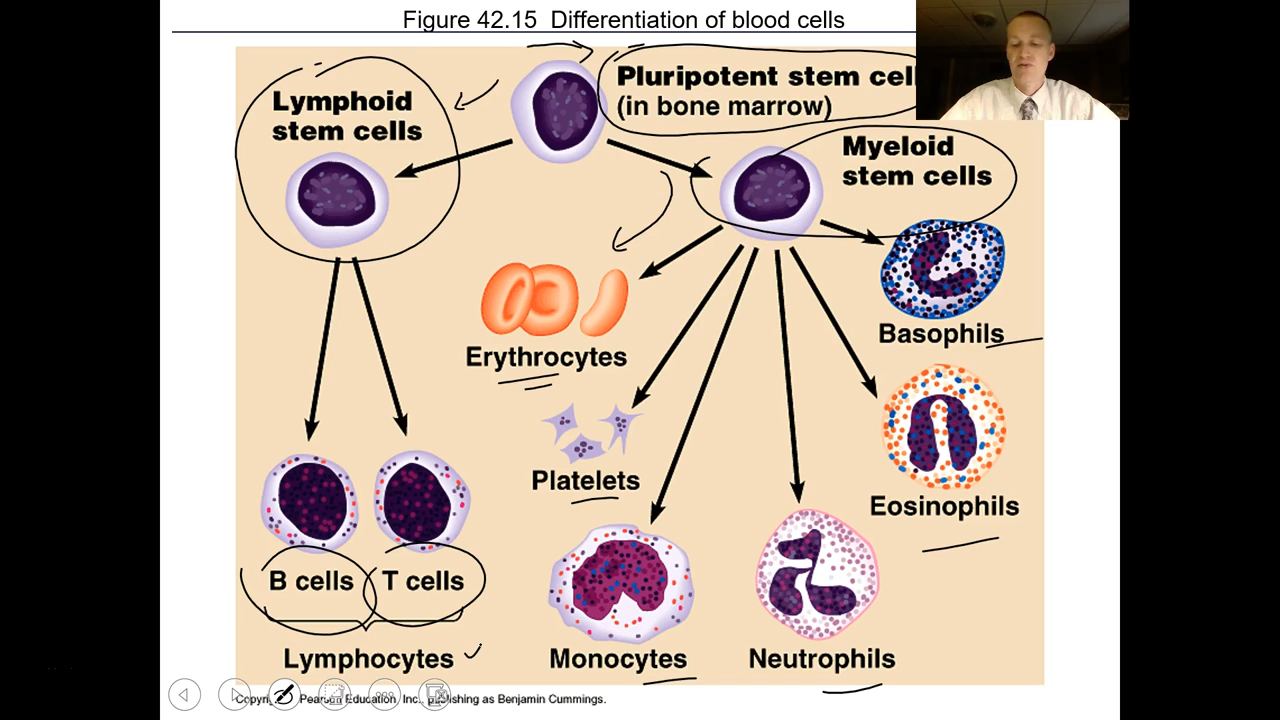 Figure 42.15 Differentiation of blood cells
Lymphoid
stem cells
Pluripotent stem cel
(in bone marrow)
Myeloid
stem cells
Basophils
Erythrocytes
Platelets
Eosinophils
B cells
T cells
Lymphocytes
Monocytes
Neutrophils
Pearson Education, Inc., publishing as Benjamin Cummings.